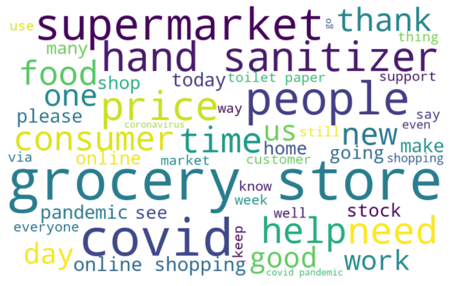 use supermarket o go thank
many hand sanitizer thing
food shop today toilet paper support
one price people
please way say even
coronavirus
consumer time us still new make
via online home going shopping
market customer
grocery store
know week
pandemic see well stock
everyone covid keep help need
day online shopping good work
covid pandemic